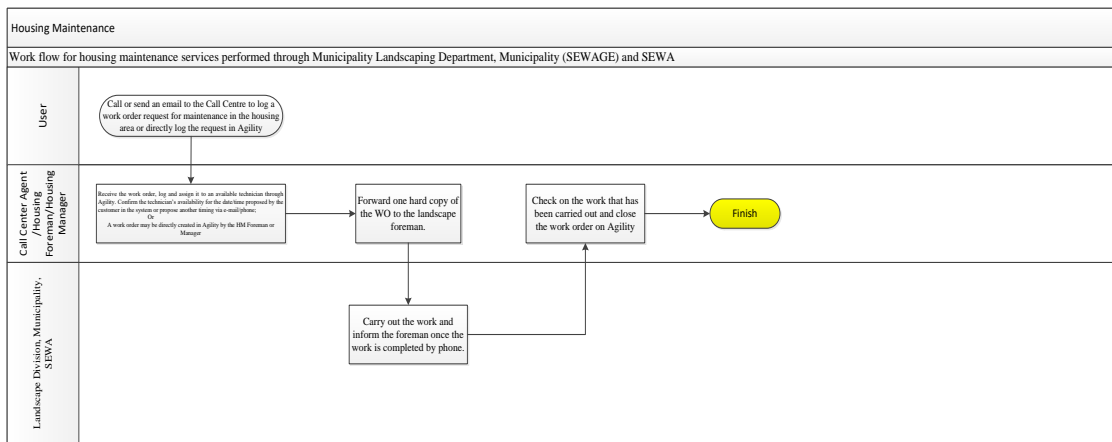 Housing Maintenance
Work flow for housing maintenance services performed through Municipality Landscaping Department, Municipality (SEWAGE) and SEWA
User
Call or send an email to the Call Centre to log a
work order request for maintenance in the housing
area or directly log the request in Agility
Call Center Agent
/Housing
Foreman/Housing
Manager
Receive the work order, log and assign it to an available technician through
Agility. Confirm the technician's availability for the date/time proposed by the
customer in the system or propose another timing via e-mail/phone;
Or
A work order may be directly created in Agility by the HM Foreman or
Manager
Forward one hard copy of
the WO to the landscape
foreman.
Check on the work that has
been carried out and close
the work order on Agility
Finish
Landscape Division, Municipality,
SEWA
Carry out the work and
inform the foreman once the
work is completed by phone.